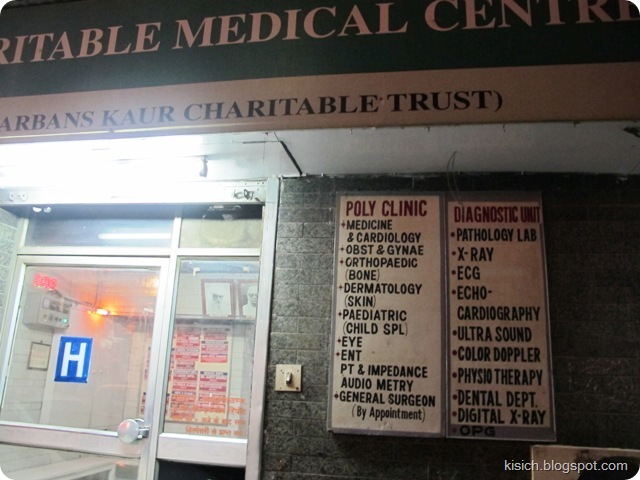 RITABLE MEDICAL CENTRE
ARBANS KAUR CHARITABLE TRUST)
POLY CLINIC
MEDICINE
& CARDIOLOGY
OBST & GYNAE
ORTHOPAEDIC
(BONE)
DERMATOLOGY
(SKIN)
PAEDIATRIC
(CHILD SPL)
EYE
ENT
PT & IMPEDANCE
AUDIO METRY
GENERAL SURGEON
(By Appointment)
DIAGNOSTIC UNIT
PATHOLOGY LAB
X-RAY
ECG
ECHO-
CARDIOGRAPHY
ULTRA SOUND
COLOR DOPPLER
PHYSIO THERAPY
DENTAL DEPT.
DIGITAL X-RAY
OPG
H
kisich.blogspot.com